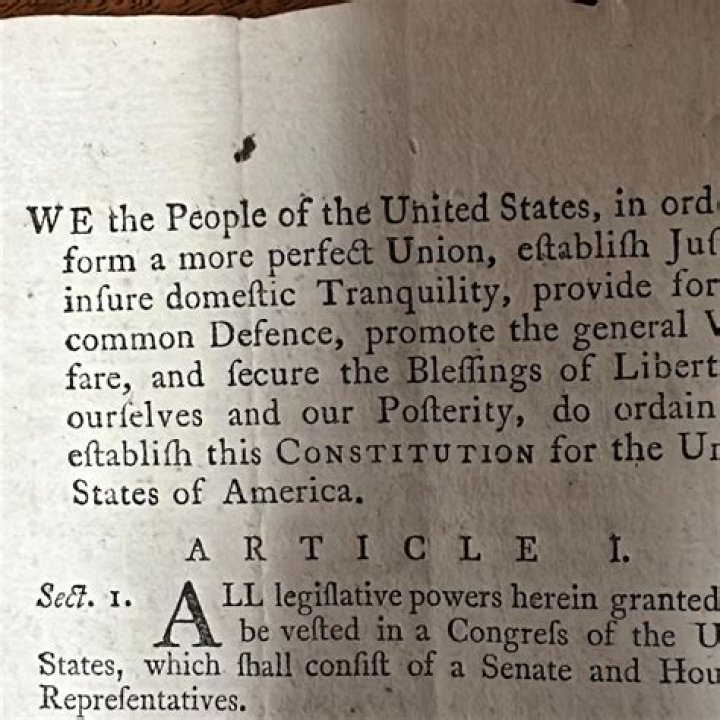 WE the People of the United States, in ord
form a more perfect Union, eſtabliſh Juſ
inſure domeſtic Tranquility, provide for
common Defence, promote the general
fare, and ſecure the Bleſſings of Libert
ourſelves and our Poſterity, do ordain
eſtabliſh this CONSTITUTION for the Un
States of America.
ARTICLE I.
Sect. 1. ALL legiſlative powers herein granted
be veſted in a Congreſs of the U
States, which ſhall conſiſt of a Senate and Hou
Repreſentatives.